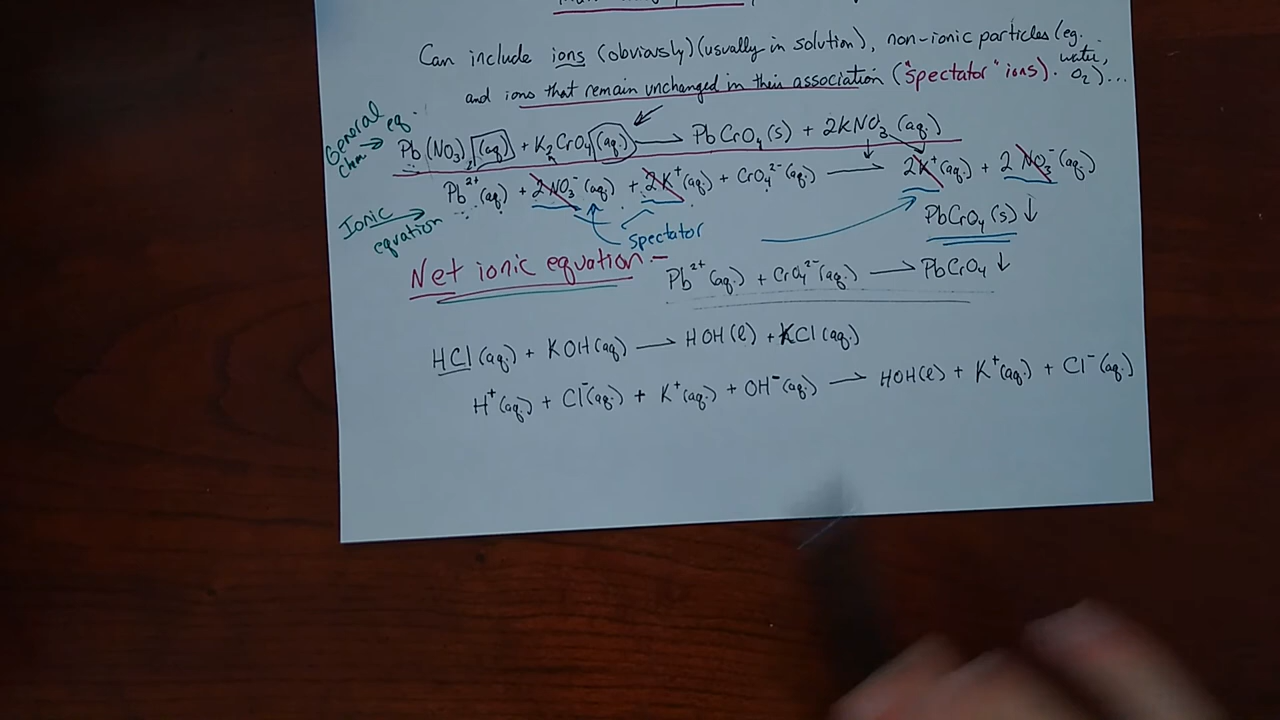 Can include ions (obviously) (usually in solution), non-ionic particles (eg. water, O₂)...
and ions that remain unchanged in their association ("spectator" ions).
General chm. eq.
Pb(NO₃)₂(aq) + K₂CrO₄(aq.) → PbCrO₄(s) + 2KNO₃(aq.)
Ionic equation
Pb²⁺(aq.) + 2NO₃⁻(aq.) + 2K⁺(aq.) + CrO₄²⁻(aq.) → 2K⁺(aq.) + 2NO₃⁻(aq.)
PbCrO₄(s)↓
Spectator
Net ionic equation – Pb²⁺(aq.) + CrO₄²⁻(aq.) → PbCrO₄↓
HCl(aq.) + KOH(aq) → HOH(l) + KCl(aq.)
H⁺(aq.) + Cl⁻(aq.) + K⁺(aq.) + OH⁻(aq.) → HOH(l) + K⁺(aq.) + Cl⁻(aq.)